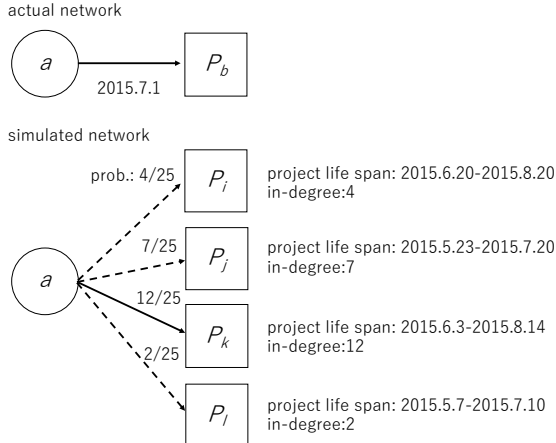 actual network
a
P_b
2015.7.1
simulated network
prob.: 4/25
P_i
project life span: 2015.6.20-2015.8.20
in-degree:4
7/25
P_j
project life span: 2015.5.23-2015.7.20
in-degree:7
a
12/25
P_k
project life span: 2015.6.3-2015.8.14
in-degree:12
2/25
P_l
project life span: 2015.5.7-2015.7.10
in-degree:2